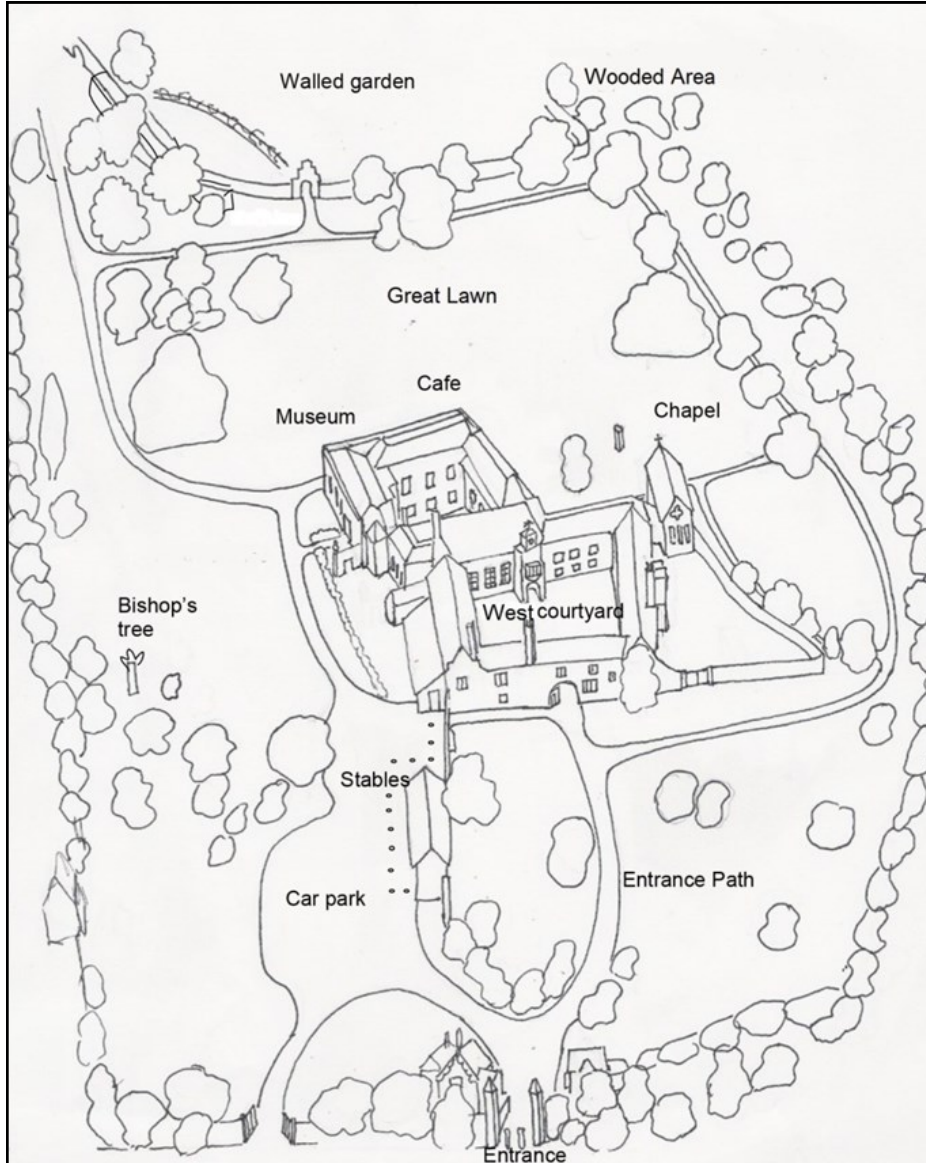 Walled garden
Wooded Area
Great Lawn
Cafe
Museum
Chapel
Bishop's
tree
West courtyard
Stables
Car park
Entrance Path
Entrance